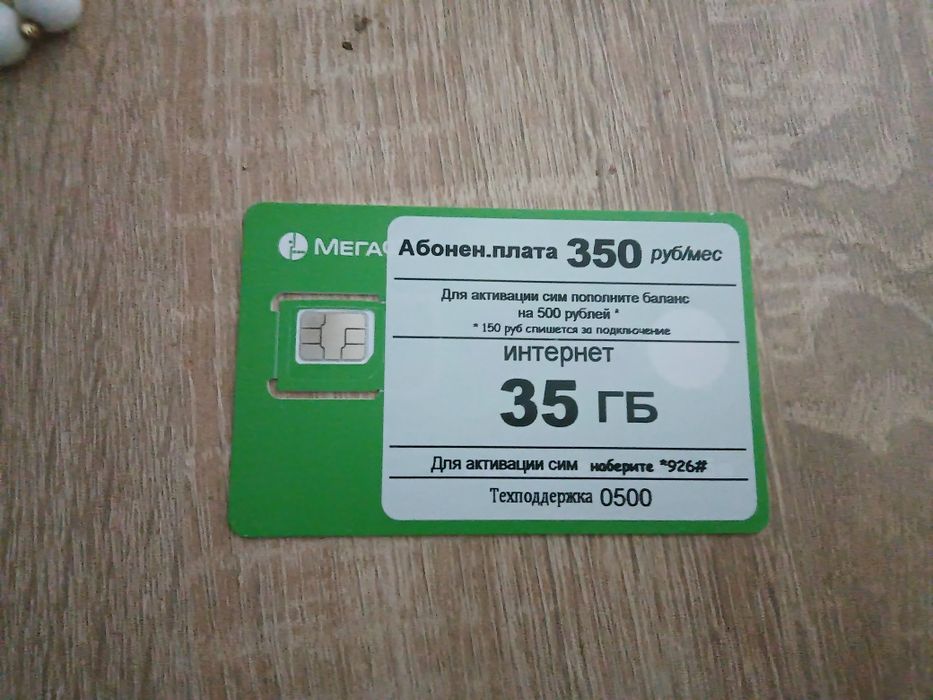 МЕГАФ
Абонен.плата 350 руб/мес
Для активации сим пополните баланс
на 500 рублей *
* 150 руб спишется за подключение
интернет
35 ГБ
Для активации сим наберите *926#
Техподдержка 0500